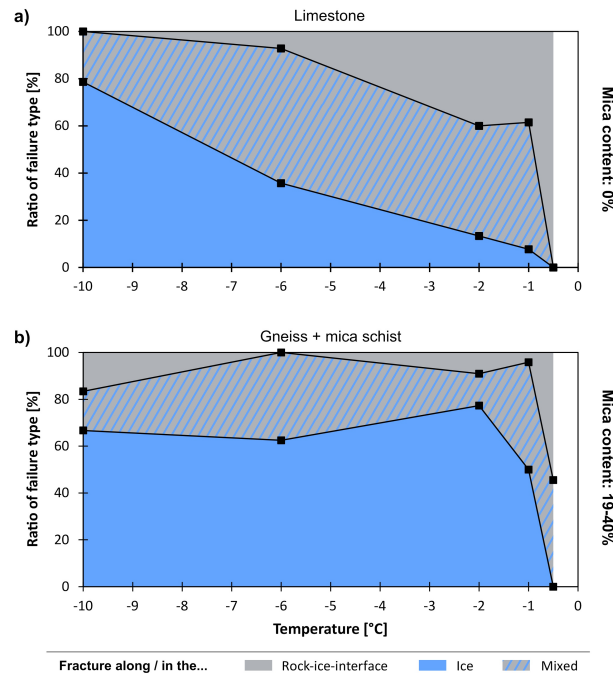 a) Limestone
Ratio of failure type [%]
100
80
60
40
20
0
-10 -9 -8 -7 -6 -5 -4 -3 -2 -1 0
Mica content: 0%
b) Gneiss + mica schist
Ratio of failure type [%]
100
80
60
40
20
0
-10 -9 -8 -7 -6 -5 -4 -3 -2 -1 0
Mica content: 19-40%
Temperature [°C]
Fracture along / in the... Rock-ice-interface Ice Mixed